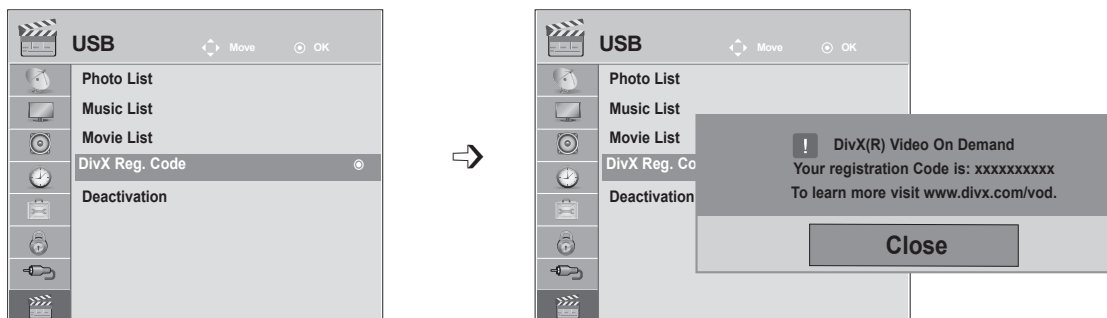 USB Move OK
Photo List
Music List
Movie List
DivX Reg. Code
Deactivation
USB Move OK
Photo List
Music List
Movie List
DivX Reg. Co
Deactivation
! DivX(R) Video On Demand
Your registration Code is: xxxxxxxxxx
To learn more visit www.divx.com/vod.
Close